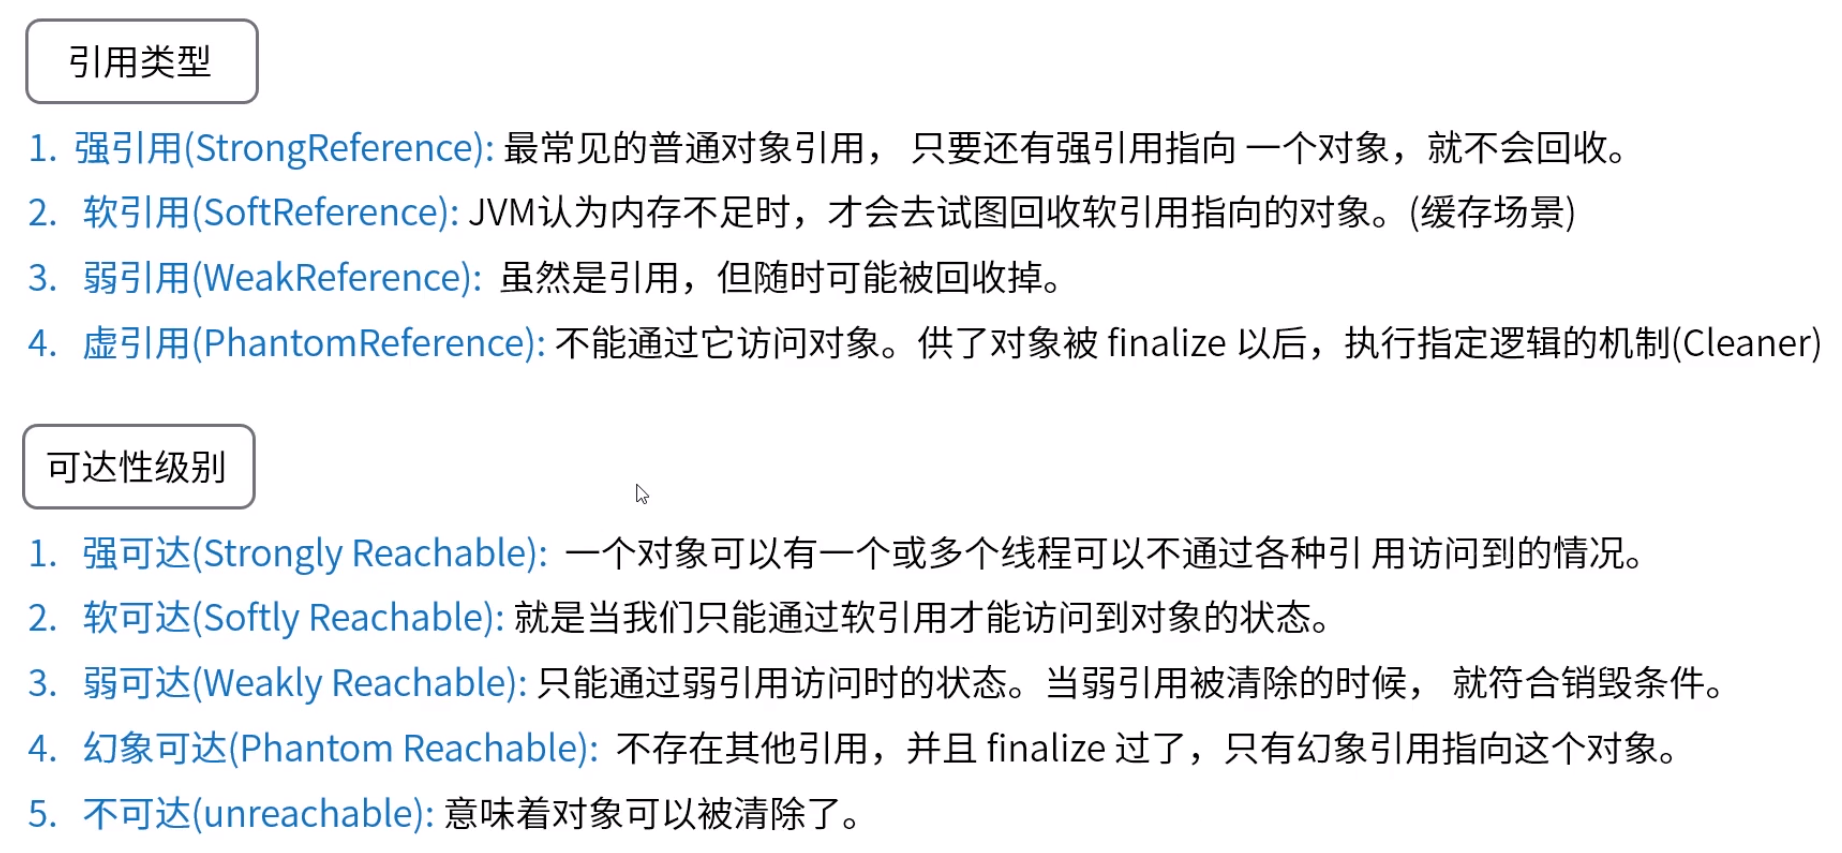 引用类型
1. 强引用(StrongReference): 最常见的普通对象引用， 只要还有强引用指向 一个对象，就不会回收。
2. 软引用(SoftReference): JVM认为内存不足时，才会去试图回收软引用指向的对象。(缓存场景)
3. 弱引用(WeakReference): 虽然是引用，但随时可能被回收掉。
4. 虚引用(PhantomReference): 不能通过它访问对象。供了对象被 finalize 以后，执行指定逻辑的机制(Cleaner)
可达性级别
1. 强可达(Strongly Reachable): 一个对象可以有一个或多个线程可以不通过各种引 用访问到的情况。
2. 软可达(Softly Reachable): 就是当我们只能通过软引用才能访问到对象的状态。
3. 弱可达(Weakly Reachable): 只能通过弱引用访问时的状态。当弱引用被清除的时候， 就符合销毁条件。
4. 幻象可达(Phantom Reachable): 不存在其他引用，并且 finalize 过了，只有幻象引用指向这个对象。
5. 不可达(unreachable): 意味着对象可以被清除了。